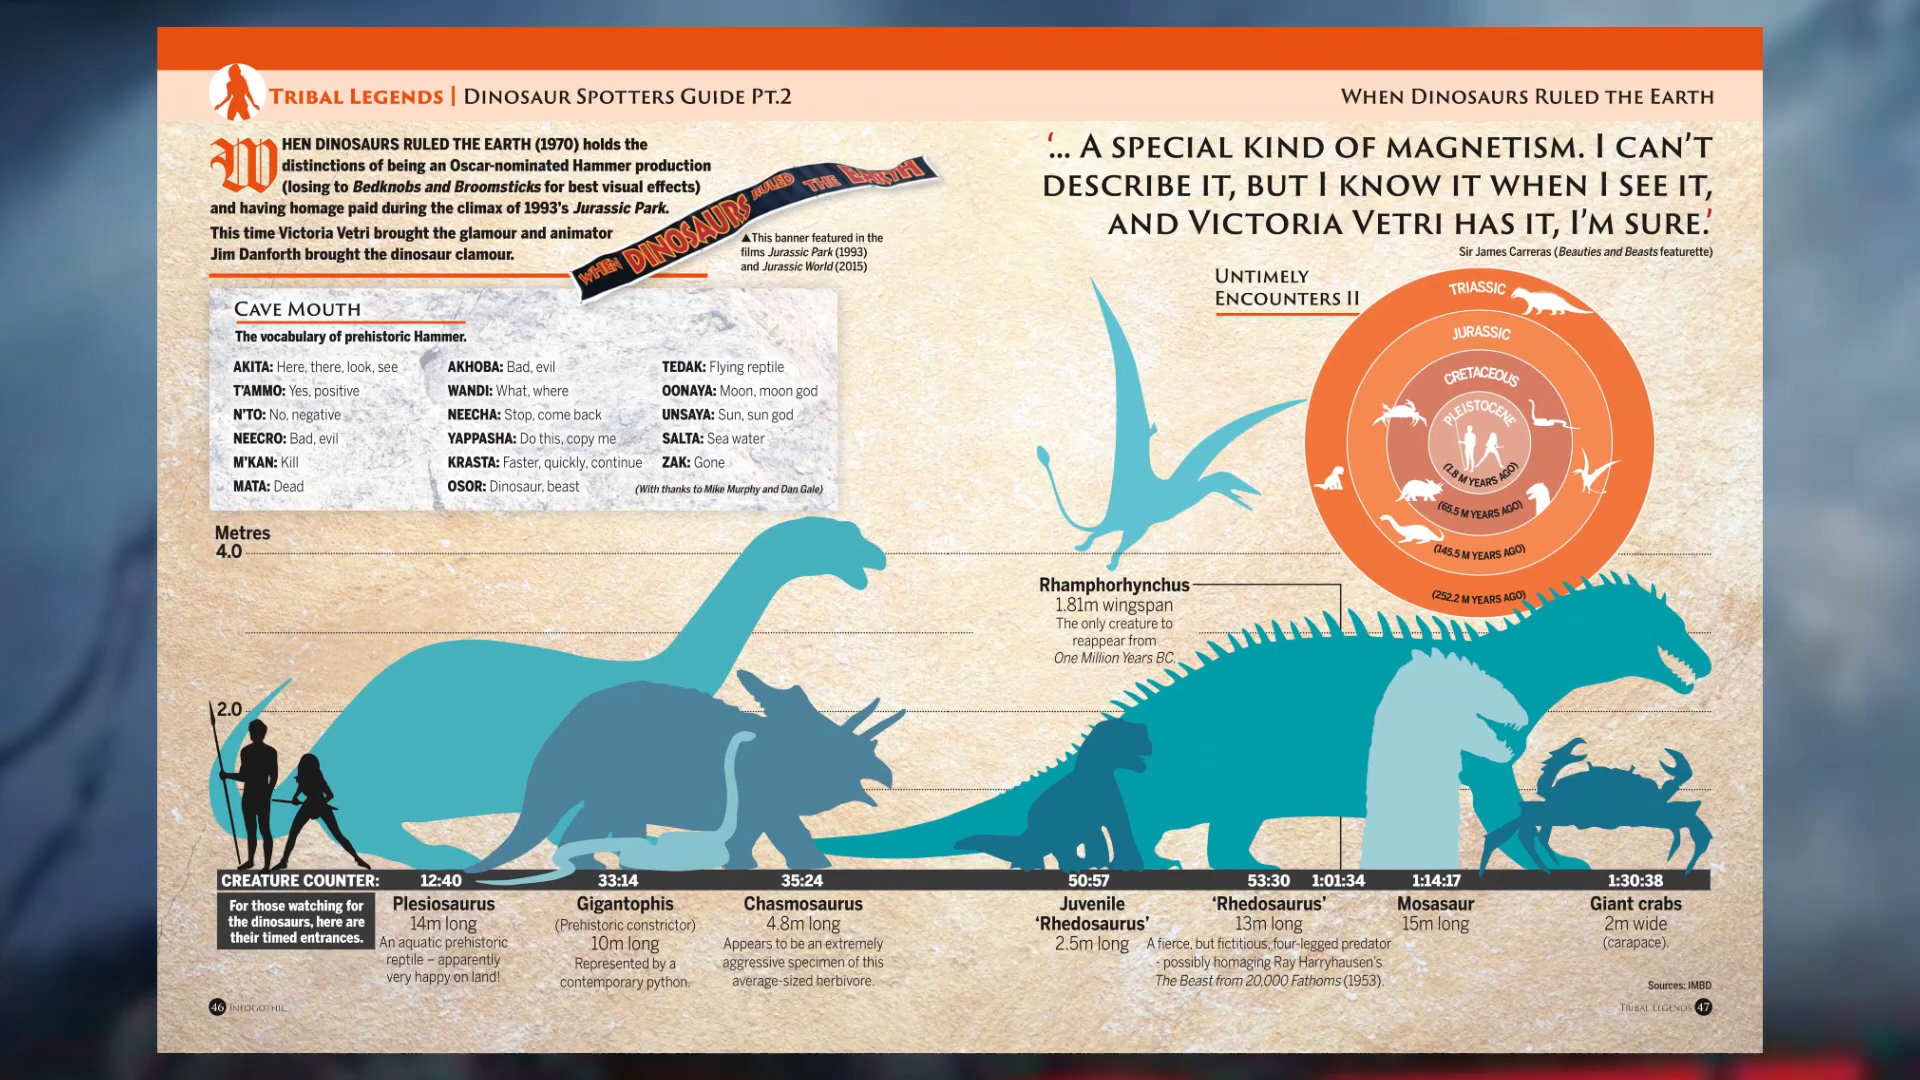 TRIBAL LEGENDS | DINOSAUR SPOTTERS GUIDE PT.2
WHEN DINOSAURS RULED THE EARTH
WHEN DINOSAURS RULED THE EARTH (1970) holds the
distinctions of being an Oscar-nominated Hammer production
(losing to Bedknobs and Broomsticks for best visual effects)
and having homage paid during the climax of 1993's Jurassic Park.
This time Victoria Vetri brought the glamour and animator
Jim Danforth brought the dinosaur clamour.
WHEN DINOSAURS RULED THE EARTH
▲This banner featured in the
films Jurassic Park (1993)
and Jurassic World (2015)
'... A SPECIAL KIND OF MAGNETISM. I CAN'T
DESCRIBE IT, BUT I KNOW IT WHEN I SEE IT,
AND VICTORIA VETRI HAS IT, I'M SURE.'
Sir James Carreras (Beauties and Beasts featurette)
CAVE MOUTH
The vocabulary of prehistoric Hammer.
AKITA: Here, there, look, see
T'AMMO: Yes, positive
N'TO: No, negative
NEECRO: Bad, evil
M'KAN: Kill
MATA: Dead
AKHOBA: Bad, evil
WANDI: What, where
NEECHA: Stop, come back
YAPPASHA: Do this, copy me
KRASTA: Faster, quickly, continue
OSOR: Dinosaur, beast
TEDAK: Flying reptile
OONAYA: Moon, moon god
UNSAYA: Sun, sun god
SALTA: Sea water
ZAK: Gone
(With thanks to Mike Murphy and Dan Gale)
UNTIMELY
ENCOUNTERS II
TRIASSIC
JURASSIC
CRETACEOUS
PLEISTOCENE
(1.8 M YEARS AGO)
(65.5 M YEARS AGO)
(145.5 M YEARS AGO)
(252.2 M YEARS AGO)
Metres
4.0
2.0
Rhamphorhynchus
1.81m wingspan
The only creature to
reappear from
One Million Years BC.
CREATURE COUNTER:
For those watching for
the dinosaurs, here are
their timed entrances.
12:40
Plesiosaurus
14m long
An aquatic prehistoric
reptile – apparently
very happy on land!
33:14
Gigantophis
(Prehistoric constrictor)
10m long
Represented by a
contemporary python.
35:24
Chasmosaurus
4.8m long
Appears to be an extremely
aggressive specimen of this
average-sized herbivore.
50:57
Juvenile
'Rhedosaurus'
2.5m long
53:30
'Rhedosaurus'
13m long
A fierce, but fictitious, four-legged predator
- possibly homaging Ray Harryhausen's
The Beast from 20,000 Fathoms (1953).
1:01:34
1:14:17
Mosasaur
15m long
1:30:38
Giant crabs
2m wide
(carapace).
Sources: IMBD
46 INFOGOTHIC
TRIBAL LEGENDS 47